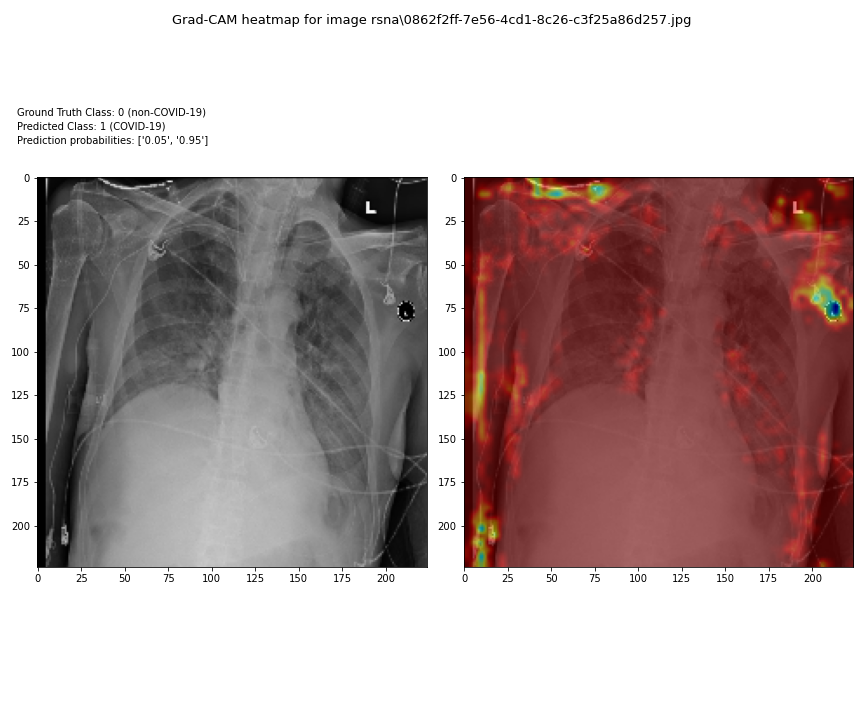 Grad-CAM heatmap for image rsna\0862f2ff-7e56-4cd1-8c26-c3f25a86d257.jpg
Ground Truth Class: 0 (non-COVID-19)
Predicted Class: 1 (COVID-19)
Prediction probabilities: ['0.05', '0.95']
0
25
50
75
100
125
150
175
200
0 25 50 75 100 125 150 175 200
L
0
25
50
75
100
125
150
175
200
0 25 50 75 100 125 150 175 200
L